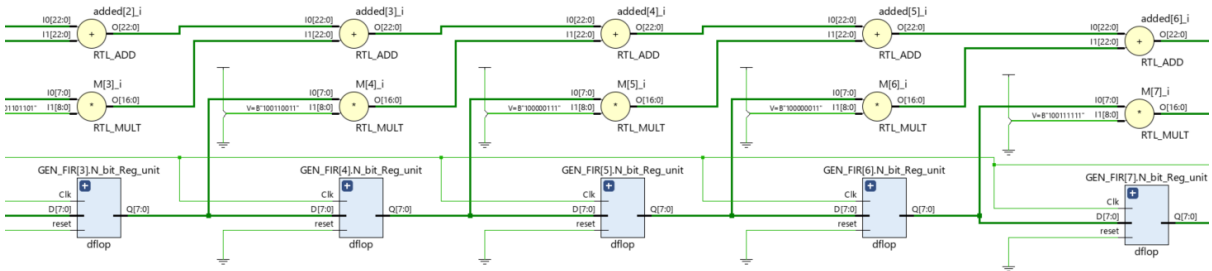 added[2]_i
added[3]_i
added[4]_i
added[5]_i
added[6]_i
I0[22:0]
O[22:0]
I0[22:0]
O[22:0]
I0[22:0]
O[22:0]
I0[22:0]
O[22:0]
I0[22:0]
O[22:0]
I1[22:0]
+
I1[22:0]
+
I1[22:0]
+
I1[22:0]
+
I1[22:0]
+
RTL_ADD
RTL_ADD
RTL_ADD
RTL_ADD
RTL_ADD
M[3]_i
M[4]_i
M[5]_i
M[6]_i
M[7]_i
I0[7:0]
O[16:0]
I0[7:0]
O[16:0]
I0[7:0]
O[16:0]
I0[7:0]
O[16:0]
I0[7:0]
O[16:0]
I1[8:0]
*
V=B"100110011"
I1[8:0]
*
V=B"100000111"
I1[8:0]
*
V=B"100000011"
I1[8:0]
*
V=B"100111111"
I1[8:0]
*
RTL_MULT
RTL_MULT
RTL_MULT
RTL_MULT
RTL_MULT
GEN_FIR[3].N_bit_Reg_unit
GEN_FIR[4].N_bit_Reg_unit
GEN_FIR[5].N_bit_Reg_unit
GEN_FIR[6].N_bit_Reg_unit
GEN_FIR[7].N_bit_Reg_unit
Clk
Clk
Clk
Clk
Clk
D[7:0]
Q[7:0]
D[7:0]
Q[7:0]
D[7:0]
Q[7:0]
D[7:0]
Q[7:0]
D[7:0]
Q[7:0]
reset
reset
reset
reset
reset
dflop
dflop
dflop
dflop
dflop